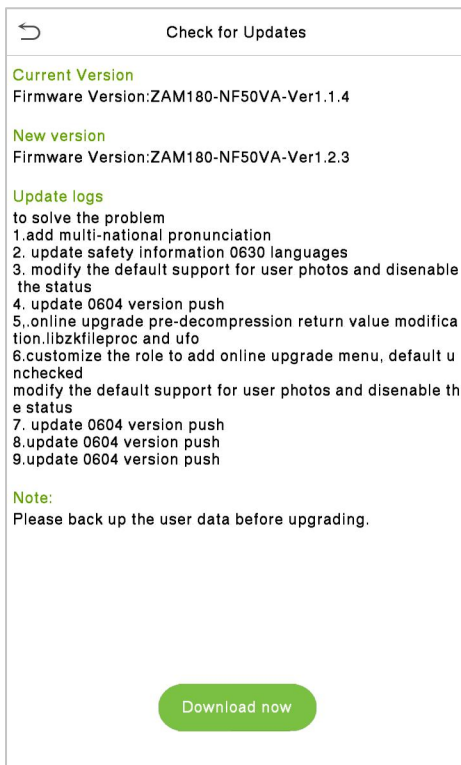 Check for Updates
Current Version
Firmware Version:ZAM180-NF50VA-Ver1.1.4
New version
Firmware Version:ZAM180-NF50VA-Ver1.2.3
Update logs
to solve the problem
1.add multi-national pronunciation
2. update safety information 0630 languages
3. modify the default support for user photos and disenable
the status
4. update 0604 version push
5,.online upgrade pre-decompression return value modifica
tion.libzkfileproc and ufo
6.customize the role to add online upgrade menu, default u
nchecked
modify the default support for user photos and disenable th
e status
7. update 0604 version push
8.update 0604 version push
9.update 0604 version push
Note:
Please back up the user data before upgrading.
Download now